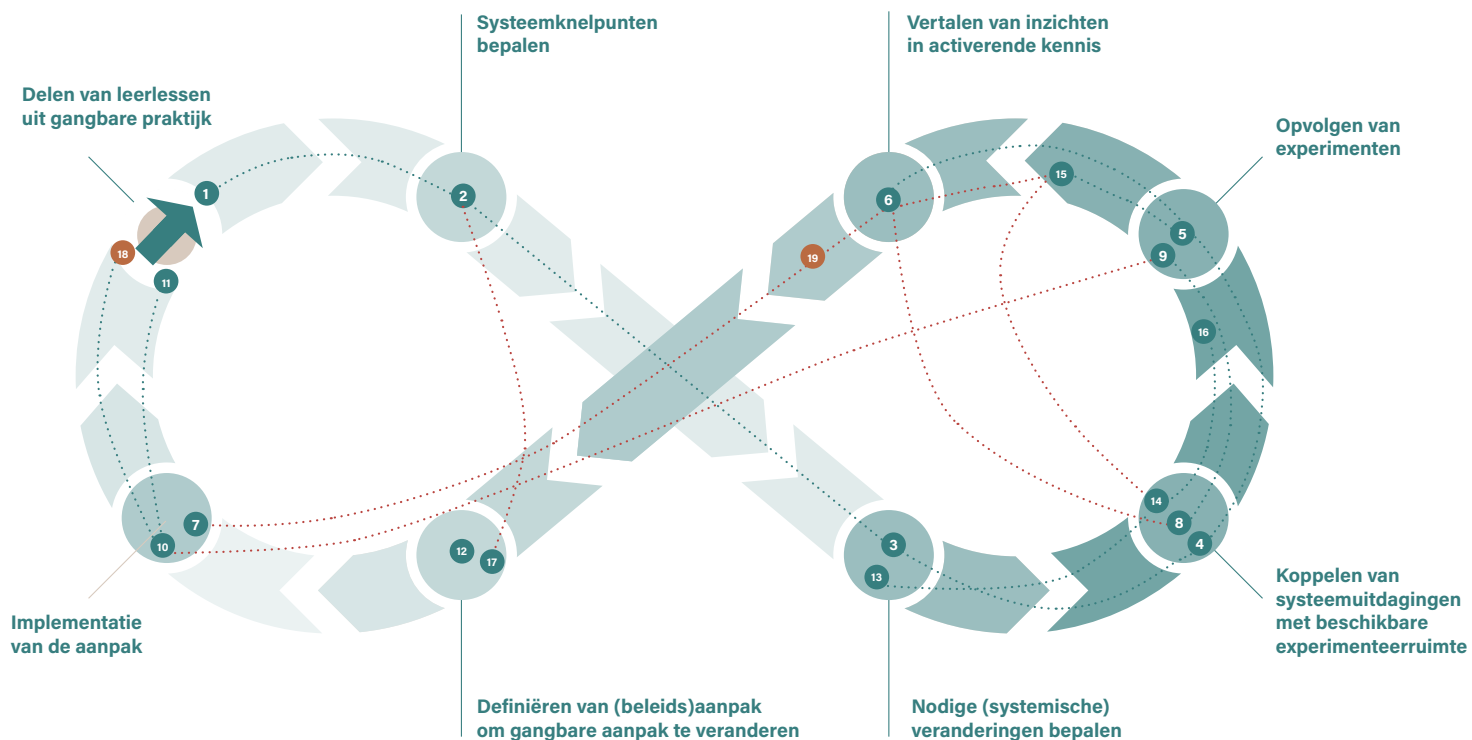 Systeemknelpunten
bepalen
Vertalen van inzichten
in activerende kennis
Delen van leerlessen
uit gangbare praktijk
Opvolgen van
experimenten
1
2
6
15
5
9
18
11
19
16
14
8
4
7
10
12
17
3
13
Implementatie
van de aanpak
Koppelen van
systeemuitdagingen
met beschikbare
experimenteerruimte
Definiëren van (beleids)aanpak
om gangbare aanpak te veranderen
Nodige (systemische)
veranderingen bepalen